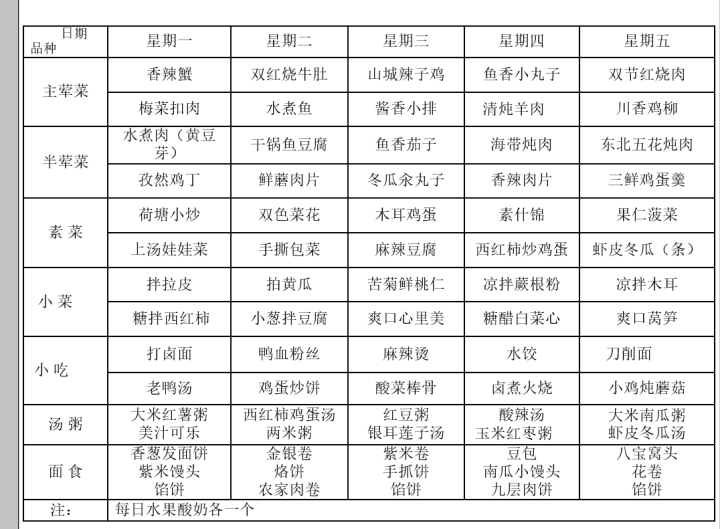 日期
品种
星期一 星期二 星期三 星期四 星期五
主荤菜
香辣蟹 双红烧牛肚 山城辣子鸡 鱼香小丸子 双节红烧肉
梅菜扣肉 水煮鱼 酱香小排 清炖羊肉 川香鸡柳
半荤菜
水煮肉（黄豆
芽） 干锅鱼豆腐 鱼香茄子 海带炖肉 东北五花炖肉
孜然鸡丁 鲜蘑肉片 冬瓜汆丸子 香辣肉片 三鲜鸡蛋羹
素 菜
荷塘小炒 双色菜花 木耳鸡蛋 素什锦 果仁菠菜
上汤娃娃菜 手撕包菜 麻辣豆腐 西红柿炒鸡蛋 虾皮冬瓜（条）
小 菜
拌拉皮 拍黄瓜 苦菊鲜桃仁 凉拌蕨根粉 凉拌木耳
糖拌西红柿 小葱拌豆腐 爽口心里美 糖醋白菜心 爽口莴笋
小 吃
打卤面 鸭血粉丝 麻辣烫 水饺 刀削面
老鸭汤 鸡蛋炒饼 酸菜棒骨 卤煮火烧 小鸡炖蘑菇
汤 粥
大米红薯粥 西红柿鸡蛋汤 红豆粥 酸辣汤 大米南瓜粥
美汁可乐 两米粥 银耳莲子汤 玉米红枣粥 虾皮冬瓜汤
面 食
香葱发面饼 金银卷 紫米卷 豆包 八宝窝头
紫米馒头 烙饼 手抓饼 南瓜小馒头 花卷
馅饼 农家肉卷 馅饼 九层肉饼 馅饼
注： 每日水果酸奶各一个